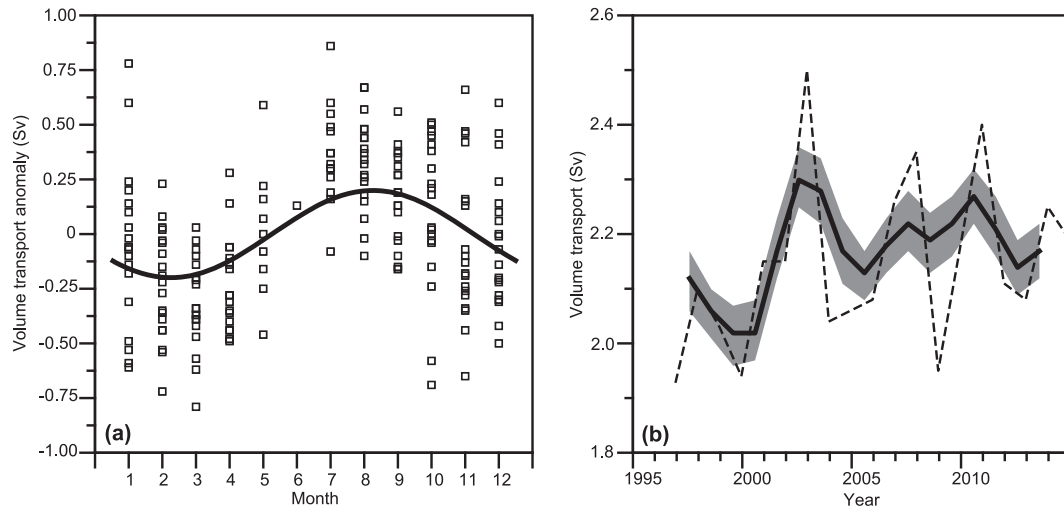 1.00
0.75
0.50
0.25
0
-0.25
-0.50
-0.75
-1.00
Volume transport anomaly (Sv)
(a)
1 2 3 4 5 6 7 8 9 10 11 12
Month
2.6
2.4
2.2
2.0
1.8
Volume transport (Sv)
(b)
1995 2000 2005 2010
Year